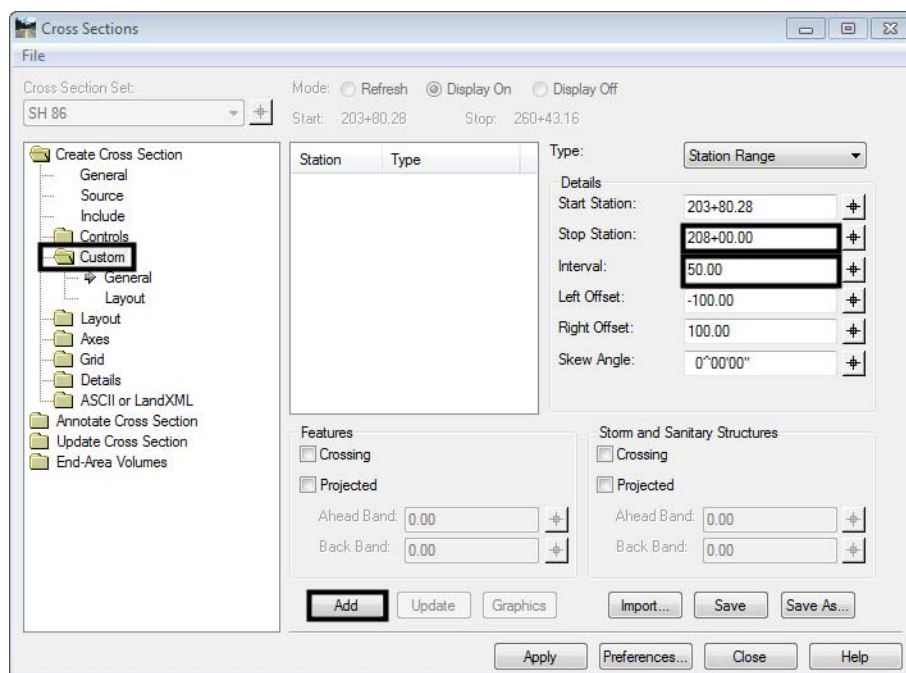 Cross Sections
File
Cross Section Set:
SH 86
Mode: Refresh Display On Display Off
Start: 203+80.28 Stop: 260+43.16
Create Cross Section
General
Source
Include
Controls
Custom
General
Layout
Layout
Axes
Grid
Details
ASCII or LandXML
Annotate Cross Section
Update Cross Section
End-Area Volumes
Station Type
Type: Station Range
Details
Start Station: 203+80.28
Stop Station: 208+00.00
Interval: 50.00
Left Offset: -100.00
Right Offset: 100.00
Skew Angle: 0^00'00"
Features
Crossing
Projected
Ahead Band: 0.00
Back Band: 0.00
Storm and Sanitary Structures
Crossing
Projected
Ahead Band: 0.00
Back Band: 0.00
Add Update Graphics Import... Save Save As...
Apply Preferences... Close Help